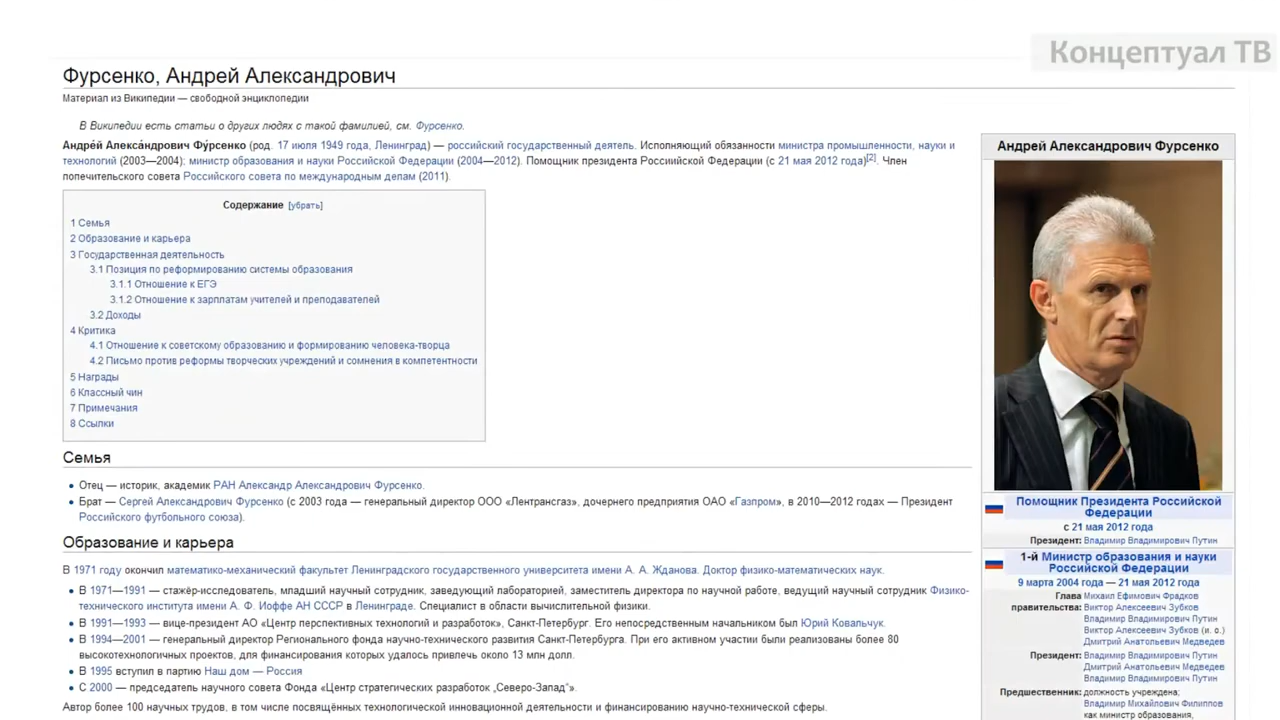 Концептуал ТВ
Фурсенко, Андрей Александрович
Материал из Википедии — свободной энциклопедии
В Википедии есть статьи о других людях с такой фамилией, см. Фурсенко.
Андре́й Алекса́ндрович Фу́рсенко (род. 17 июля 1949 года, Ленинград) — российский государственный деятель. Исполняющий обязанности министра промышленности, науки и
технологий (2003—2004); министр образования и науки Российской Федерации (2004—2012). Помощник президента Россиийкой Федерации (с 21 мая 2012 года)[2]. Член
попечительского совета Российского совета по международным делам (2011).
Содержание [убрать]
1 Семья
2 Образование и карьера
3 Государственная деятельность
3.1 Позиция по реформированию системы образования
3.1.1 Отношение к ЕГЭ
3.1.2 Отношение к зарплатам учителей и преподавателей
3.2 Доходы
4 Критика
4.1 Отношение к советскому образованию и формированию человека-творца
4.2 Письмо против реформы творческих учреждений и сомнения в компетентности
5 Награды
6 Классный чин
7 Примечания
8 Ссылки
Семья
Отец — историк, академик РАН Александр Александрович Фурсенко.
Брат — Сергей Александрович Фурсенко (с 2003 года — генеральный директор ООО «Лентрансгаз», дочернего предприятия ОАО «Газпром», в 2010—2012 годах — Президент
Российского футбольного союза).
Образование и карьера
В 1971 году окончил математико-механический факультет Ленинградского государственного университета имени А. А. Жданова. Доктор физико-математических наук.
В 1971—1991 — стажёр-исследователь, младший научный сотрудник, заведующий лабораторией, заместитель директора по научной работе, ведущий научный сотрудник Физико-
технического института имени А. Ф. Иоффе АН СССР в Ленинграде. Специалист в области вычислительной физики.
В 1991—1993 — вице-президент АО «Центр перспективных технологий и разработок», Санкт-Петербург. Его непосредственным начальником был Юрий Ковальчук.
В 1994—2001 — генеральный директор Регионального фонда научно-технического развития Санкт-Петербурга. При его активном участии были реализованы более 80
высокотехнологичных проектов, для финансирования которых удалось привлечь около 13 млн долл.
В 1995 вступил в партию Наш дом — Россия
С 2000 — председатель научного совета Фонда «Центр стратегических разработок „Северо-Запад“».
Автор более 100 научных трудов, в том числе посвящённых технологической инновационной деятельности и финансированию научно-технической сферы.
Андрей Александрович Фурсенко
Помощник Президента Российской
Федерации
с 21 мая 2012 года
Президент: Владимир Владимирович Путин
1-й Министр образования и науки
Российской Федерации
9 марта 2004 года — 21 мая 2012 года
Глава правительства: Михаил Ефимович Фрадков
Виктор Алексеевич Зубков
Владимир Владимирович Путин
Виктор Алексеевич Зубков (и. о.)
Дмитрий Анатольевич Медведев
Президент: Владимир Владимирович Путин
Дмитрий Анатольевич Медведев
Владимир Владимирович Путин
Предшественник: должность учреждена;
Владимир Михайлович Филиппов
как министр образования,